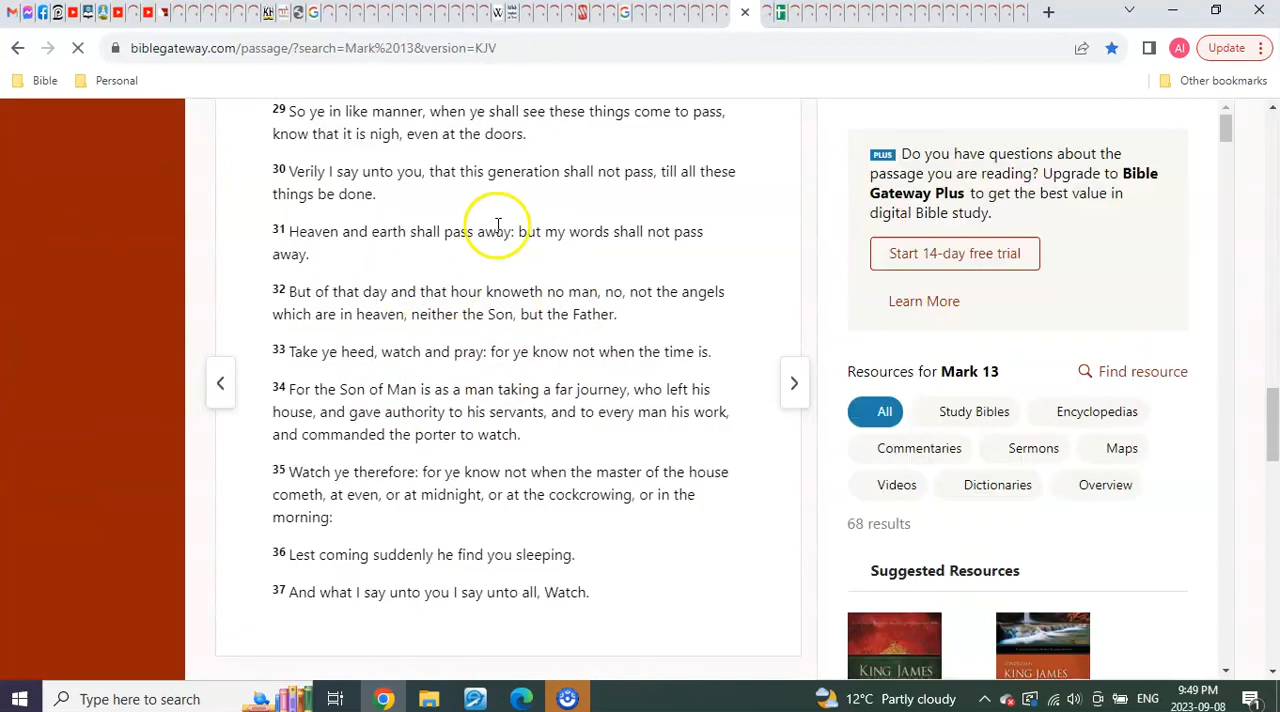 biblegateway.com/passage/?search=Mark%2013&version=KJV
AI
Update
Bible
Personal
Other bookmarks
29 So ye in like manner, when ye shall see these things come to pass,
know that it is nigh, even at the doors.
30 Verily I say unto you, that this generation shall not pass, till all these
things be done.
31 Heaven and earth shall pass away: but my words shall not pass
away.
32 But of that day and that hour knoweth no man, no, not the angels
which are in heaven, neither the Son, but the Father.
33 Take ye heed, watch and pray: for ye know not when the time is.
34 For the Son of Man is as a man taking a far journey, who left his
house, and gave authority to his servants, and to every man his work,
and commanded the porter to watch.
35 Watch ye therefore: for ye know not when the master of the house
cometh, at even, or at midnight, or at the cockcrowing, or in the
morning:
36 Lest coming suddenly he find you sleeping.
37 And what I say unto you I say unto all, Watch.
PLUS Do you have questions about the
passage you are reading? Upgrade to Bible
Gateway Plus to get the best value in
digital Bible study.
Start 14-day free trial
Learn More
Resources for Mark 13
Find resource
All
Study Bibles
Encyclopedias
Commentaries
Sermons
Maps
Videos
Dictionaries
Overview
68 results
Suggested Resources
KING JAMES
KING JAMES
Type here to search
12°C Partly cloudy
ENG
9:49 PM
2023-09-08
1